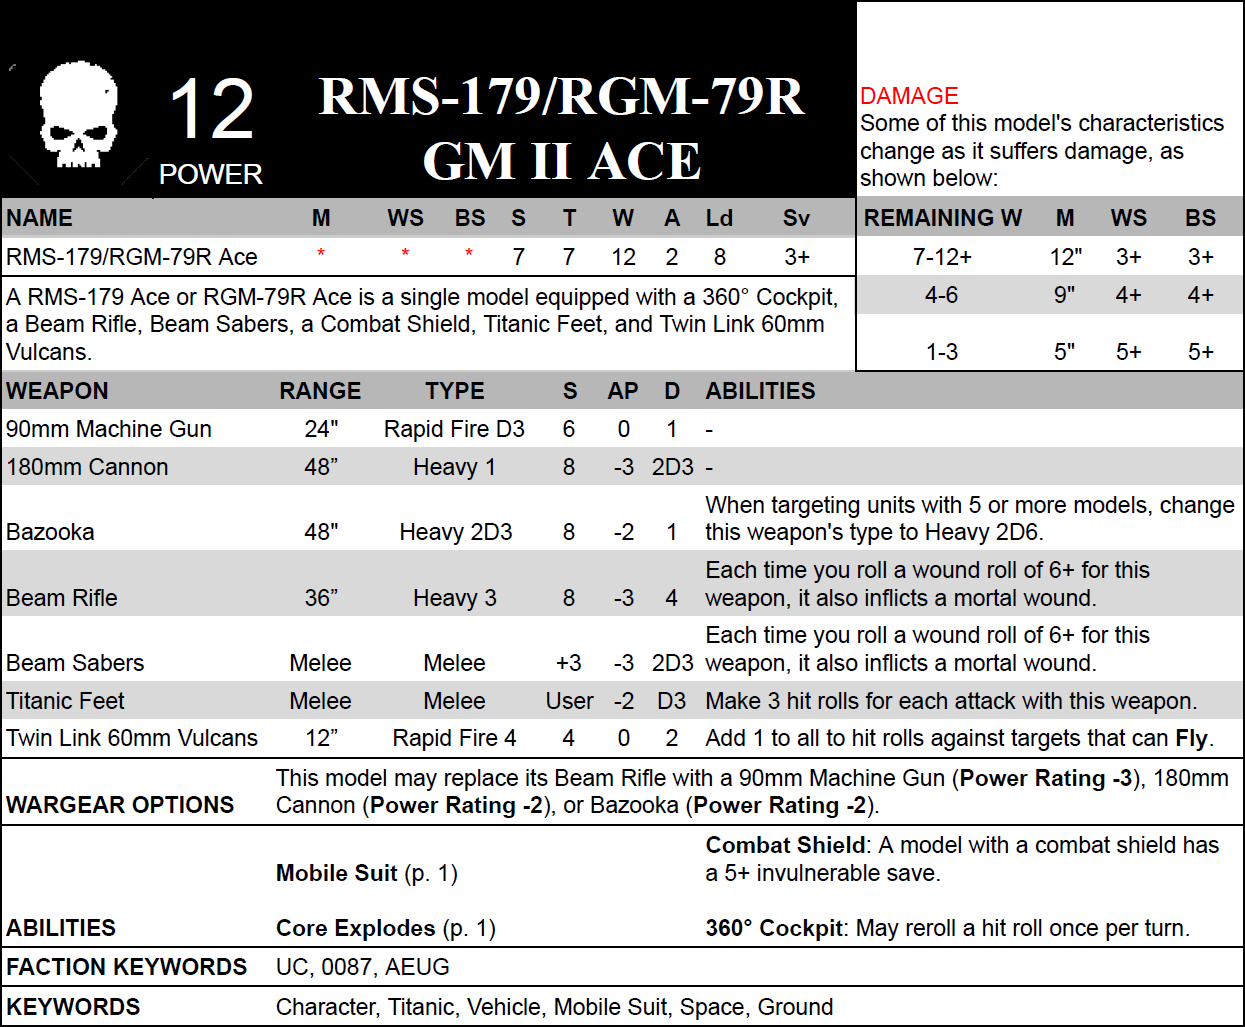 12
POWER
RMS-179/RGM-79R
GM II ACE
DAMAGE
Some of this model's characteristics
change as it suffers damage, as
shown below:
NAME M WS BS S T W A Ld Sv
RMS-179/RGM-79R Ace * * * 7 7 12 2 8 3+
A RMS-179 Ace or RGM-79R Ace is a single model equipped with a 360° Cockpit,
a Beam Rifle, Beam Sabers, a Combat Shield, Titanic Feet, and Twin Link 60mm
Vulcans.
REMAINING W M WS BS
7-12+ 12" 3+ 3+
4-6 9" 4+ 4+
1-3 5" 5+ 5+
WEAPON RANGE TYPE S AP D ABILITIES
90mm Machine Gun 24" Rapid Fire D3 6 0 1 -
180mm Cannon 48” Heavy 1 8 -3 2D3 -
When targeting units with 5 or more models, change
Bazooka 48" Heavy 2D3 8 -2 1 this weapon's type to Heavy 2D6.
Each time you roll a wound roll of 6+ for this
Beam Rifle 36” Heavy 3 8 -3 4 weapon, it also inflicts a mortal wound.
Each time you roll a wound roll of 6+ for this
Beam Sabers Melee Melee +3 -3 2D3 weapon, it also inflicts a mortal wound.
Titanic Feet Melee Melee User -2 D3 Make 3 hit rolls for each attack with this weapon.
Twin Link 60mm Vulcans 12” Rapid Fire 4 4 0 2 Add 1 to all to hit rolls against targets that can Fly.
This model may replace its Beam Rifle with a 90mm Machine Gun (Power Rating -3), 180mm
WARGEAR OPTIONS Cannon (Power Rating -2), or Bazooka (Power Rating -2).
Combat Shield: A model with a combat shield has
Mobile Suit (p. 1) a 5+ invulnerable save.
ABILITIES Core Explodes (p. 1) 360° Cockpit: May reroll a hit roll once per turn.
FACTION KEYWORDS UC, 0087, AEUG
KEYWORDS Character, Titanic, Vehicle, Mobile Suit, Space, Ground